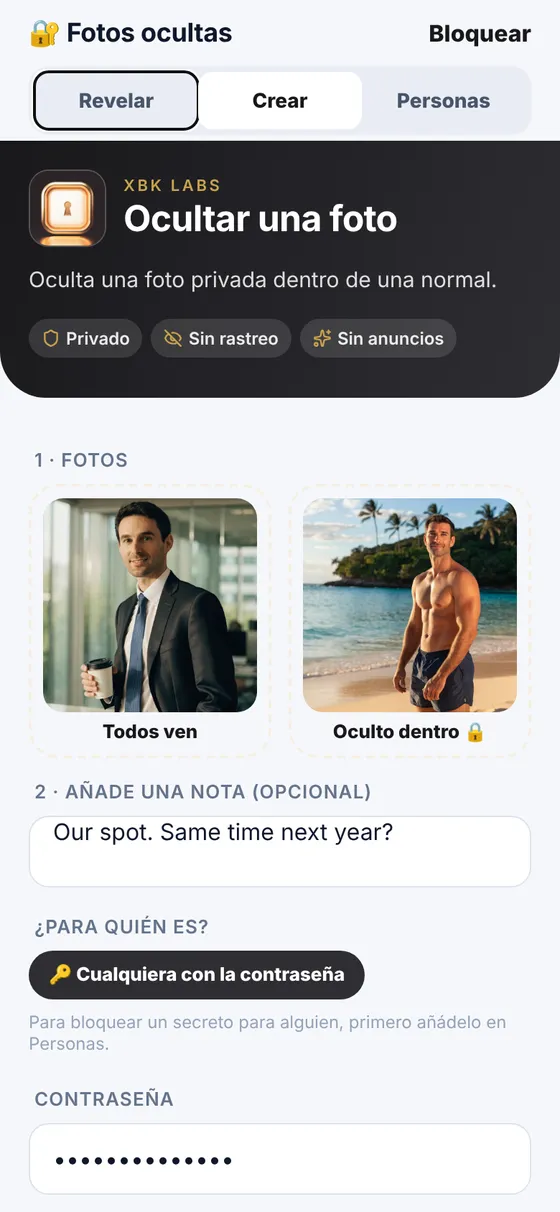 🔐 Fotos ocultas
Bloquear
Revelar
Crear
Personas
XBK LABS
Ocultar una foto
Oculta una foto privada dentro de una normal.
Privado
Sin rastreo
Sin anuncios
1 · FOTOS
Todos ven
Oculto dentro 🔒
2 · AÑADE UNA NOTA (OPCIONAL)
Our spot. Same time next year?
¿PARA QUIÉN ES?
🔑 Cualquiera con la contraseña
Para bloquear un secreto para alguien, primero añádelo en
Personas.
CONTRASEÑA
••••••••••••••